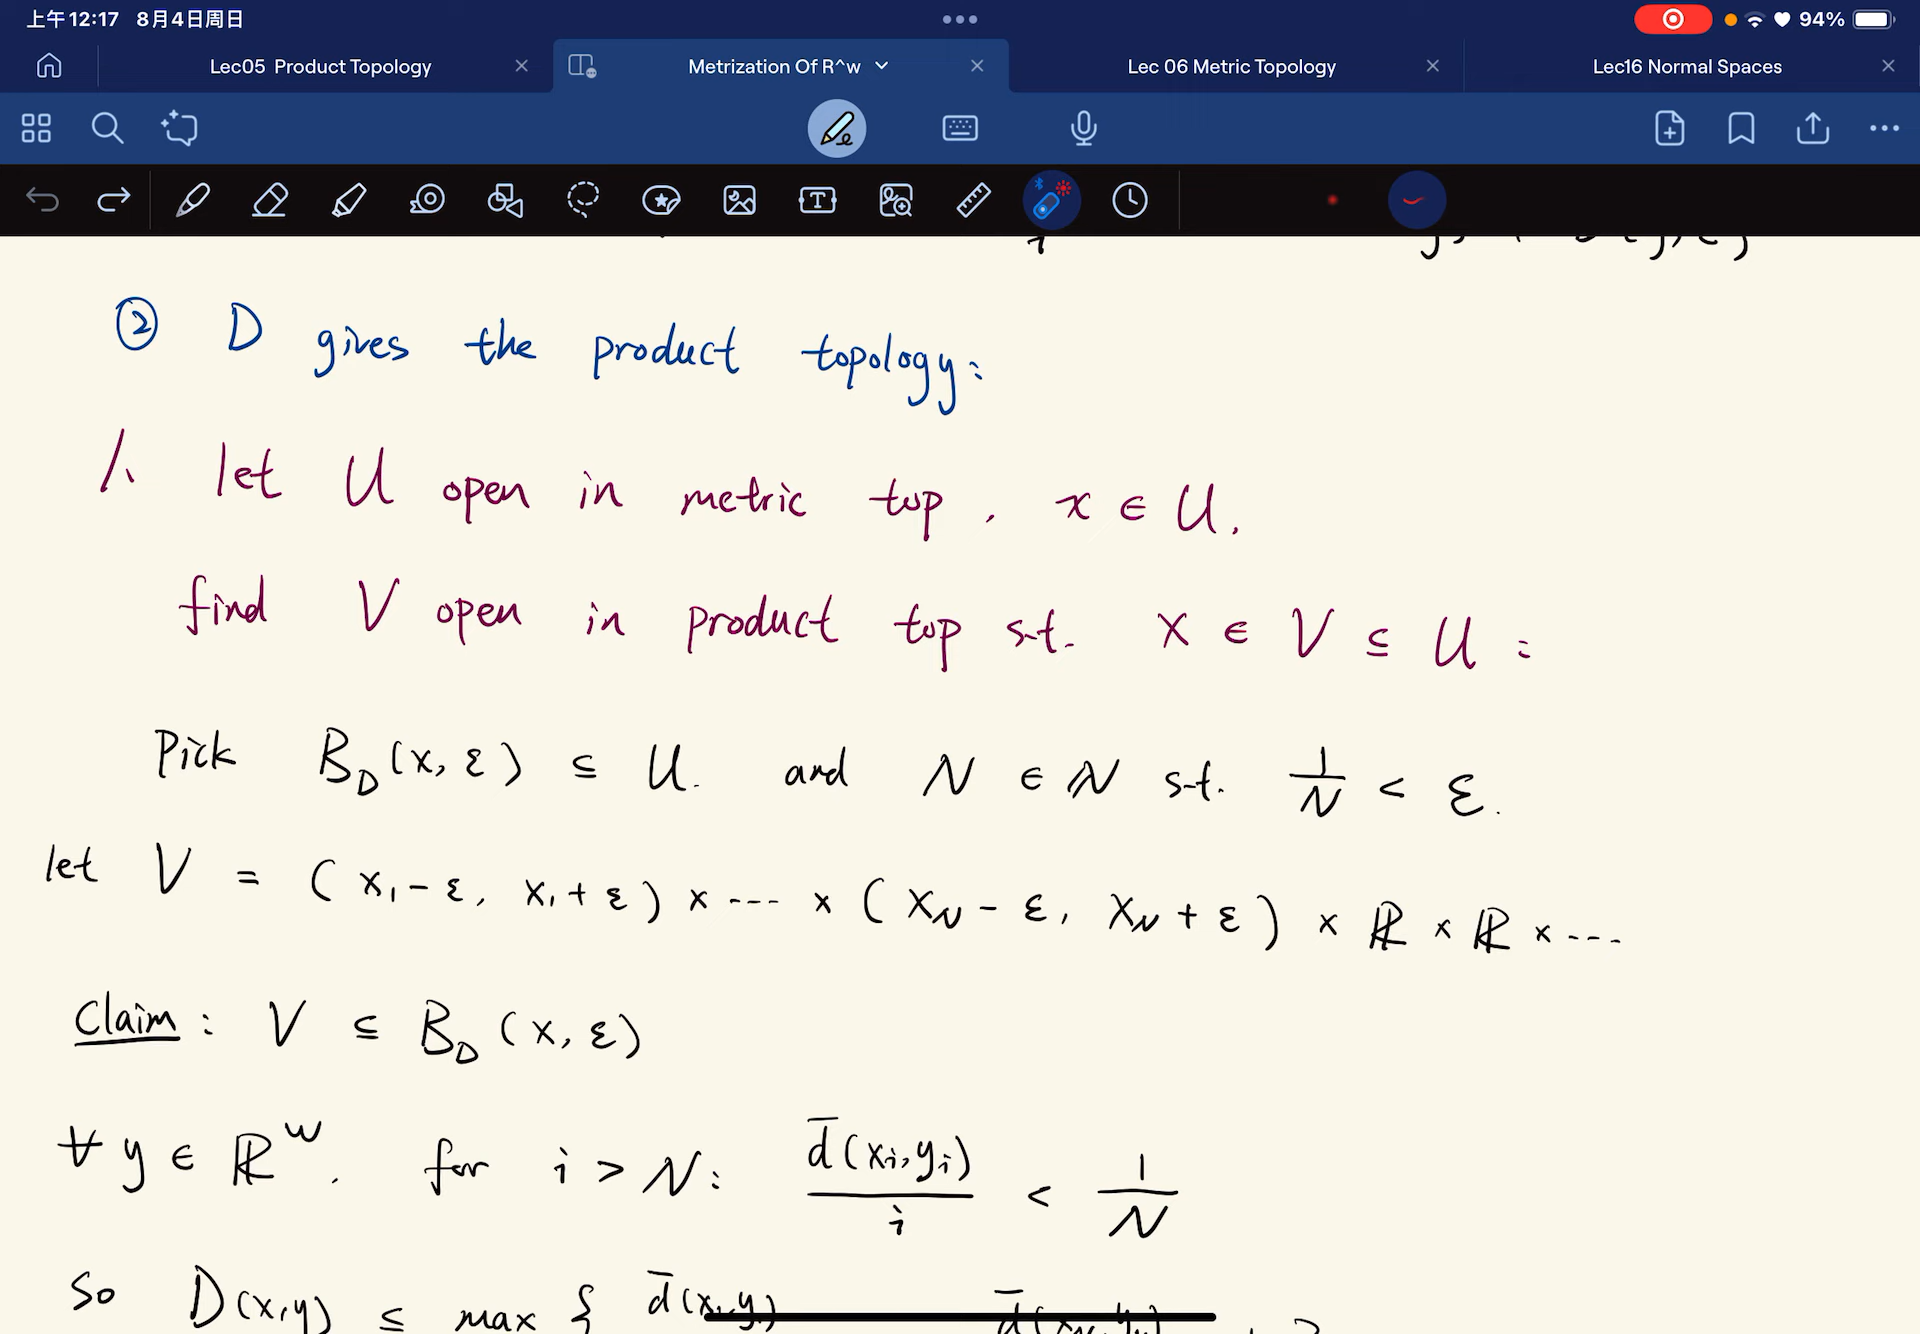 上午12:17 8月4日周日
94%
Lec05 Product Topology
Metrization Of R^w
Lec 06 Metric Topology
Lec16 Normal Spaces
② D gives the product topology:
1. let U open in metric top. x ∈ U.
find V open in product top s.t. x ∈ V ⊆ U :
Pick B_D(x, ε) ⊆ U. and N ∈ ℕ s.t. 1/N < ε.
let V = (x₁-ε, x₁+ε) × ---- × (x_N - ε, x_N + ε) × ℝ × ℝ × ----
Claim: V ⊆ B_D (x, ε)
∀ y ∈ ℝ^w. for i > N: d̅(xᵢ,yᵢ)/i < 1/N
So D(x,y) ≤ max {